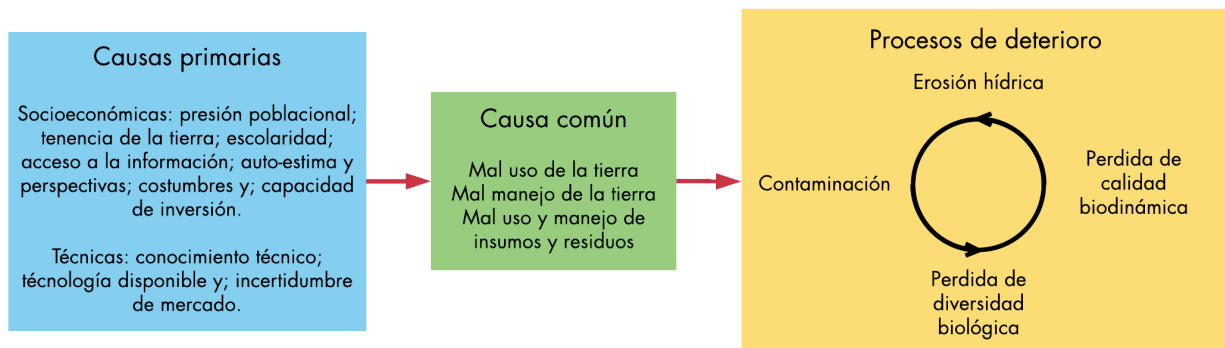 Causas primarias
Socioeconómicas: presión poblacional;
tenencia de la tierra; escolaridad;
acceso a la información; auto-estima y
perspectivas; costumbres y; capacidad
de inversión.
Técnicas: conocimiento técnico;
técnología disponible y; incertidumbre
de mercado.
Causa común
Mal uso de la tierra
Mal manejo de la tierra
Mal uso y manejo de
insumos y residuos
Procesos de deterioro
Erosión hídrica
Contaminación
Perdida de
calidad
biodinámica
Perdida de
diversidad
biológica